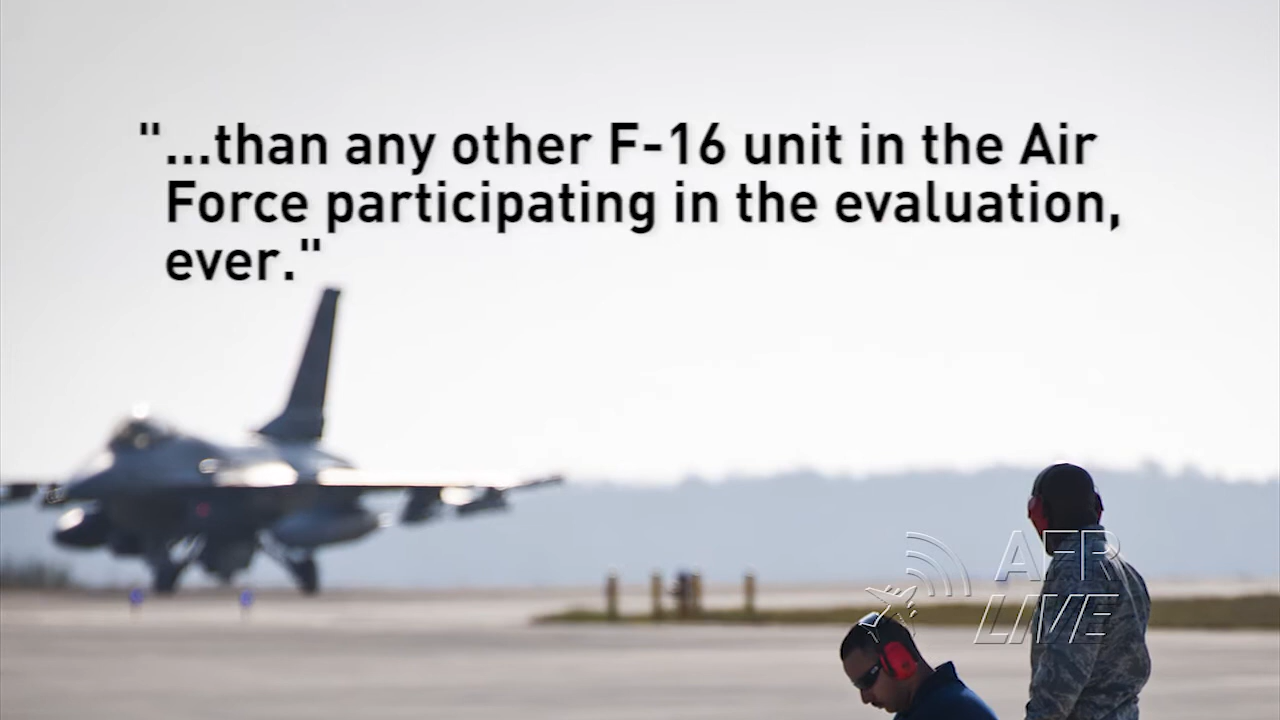 "...than any other F-16 unit in the Air
Force participating in the evaluation,
ever."
AFR
LIVE